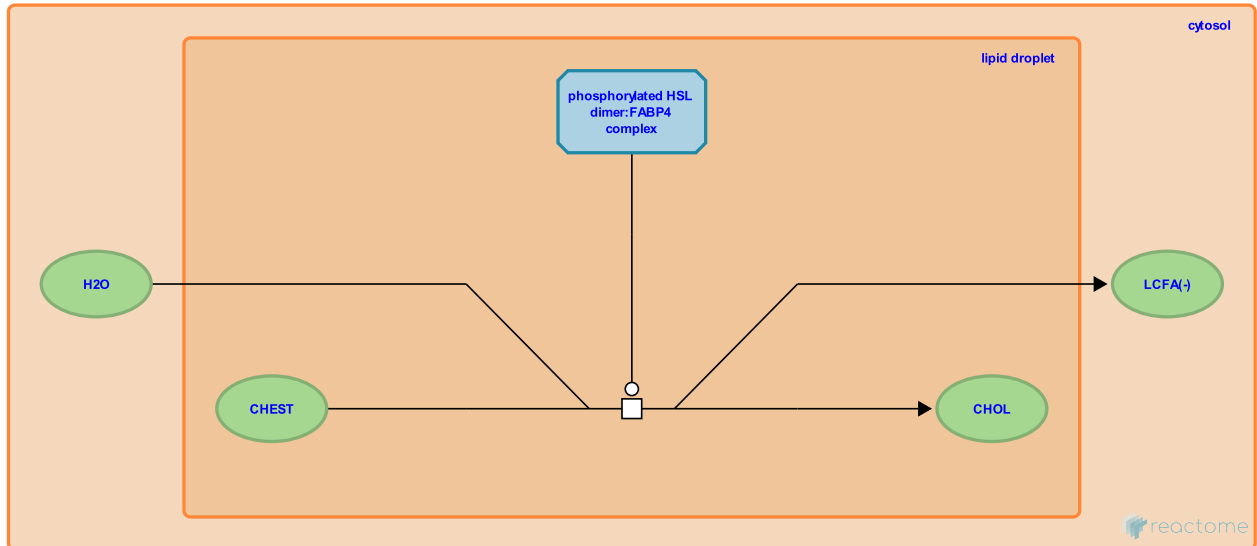 cytosol
lipid droplet
phosphorylated HSL
dimer:FABP4
complex
H2O
LCFA(-)
CHEST
CHOL
reactome